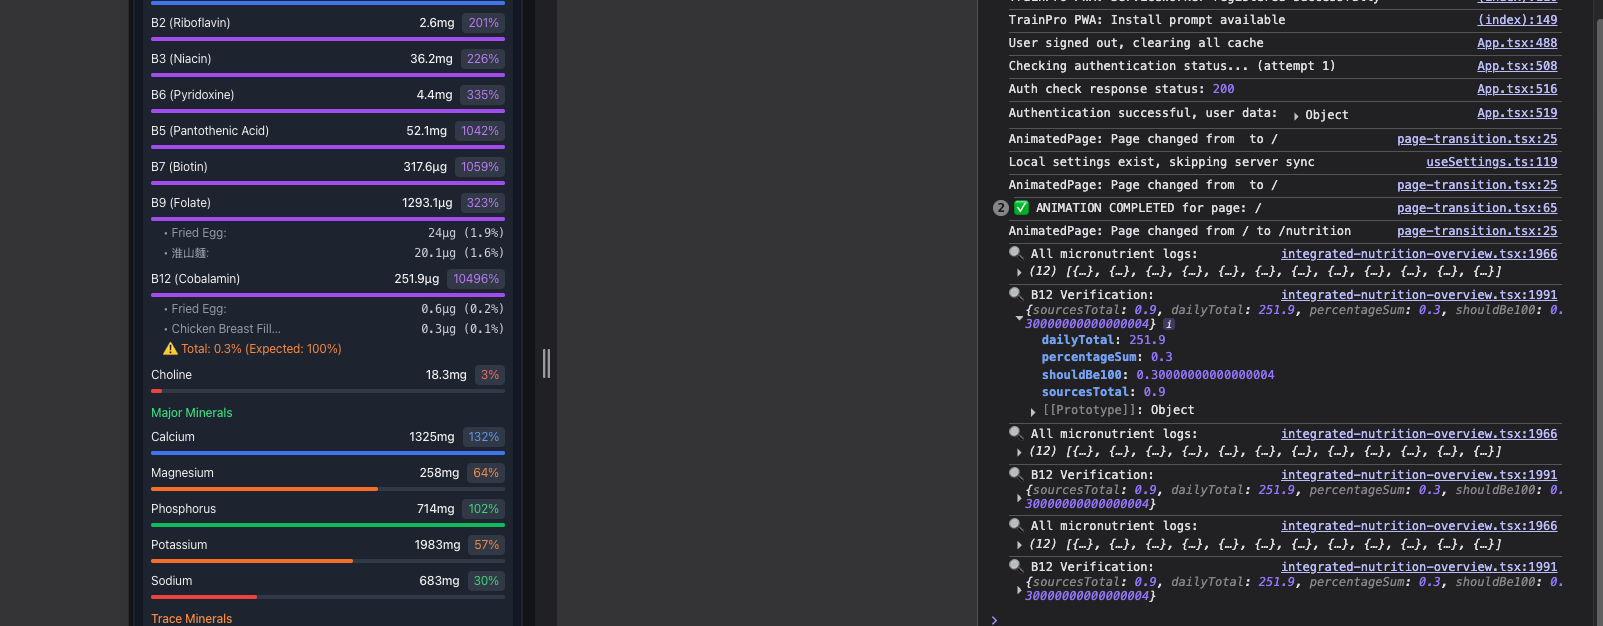 B2 (Riboflavin) 2.6mg 201%
B3 (Niacin) 36.2mg 226%
B6 (Pyridoxine) 4.4mg 335%
B5 (Pantothenic Acid) 52.1mg 1042%
B7 (Biotin) 317.6µg 1059%
B9 (Folate) 1293.1µg 323%
• Fried Egg: 24µg (1.9%)
• 淮山麵: 20.1µg (1.6%)
B12 (Cobalamin) 251.9µg 10496%
• Fried Egg: 0.6µg (0.2%)
• Chicken Breast Fill... 0.3µg (0.1%)
⚠️ Total: 0.3% (Expected: 100%)
Choline 18.3mg 3%
Major Minerals
Calcium 1325mg 132%
Magnesium 258mg 64%
Phosphorus 714mg 102%
Potassium 1983mg 57%
Sodium 683mg 30%
Trace Minerals
TrainPro PWA: Install prompt available (index):149
User signed out, clearing all cache App.tsx:488
Checking authentication status... (attempt 1) App.tsx:508
Auth check response status: 200 App.tsx:516
Authentication successful, user data: ▶ Object App.tsx:519
AnimatedPage: Page changed from  to / page-transition.tsx:25
Local settings exist, skipping server sync useSettings.ts:119
AnimatedPage: Page changed from  to / page-transition.tsx:25
2 ✅ ANIMATION COMPLETED for page: / page-transition.tsx:65
AnimatedPage: Page changed from / to /nutrition page-transition.tsx:25
🔍 All micronutrient logs: integrated-nutrition-overview.tsx:1966
▶ (12) [{…}, {…}, {…}, {…}, {…}, {…}, {…}, {…}, {…}, {…}, {…}, {…}]
🔍 B12 Verification: integrated-nutrition-overview.tsx:1991
{sourcesTotal: 0.9, dailyTotal: 251.9, percentageSum: 0.3, shouldBe100: 0.
▼ 30000000000000004} i
dailyTotal: 251.9
percentageSum: 0.3
shouldBe100: 0.30000000000000004
sourcesTotal: 0.9
▶ [[Prototype]]: Object
🔍 All micronutrient logs: integrated-nutrition-overview.tsx:1966
▶ (12) [{…}, {…}, {…}, {…}, {…}, {…}, {…}, {…}, {…}, {…}, {…}, {…}]
🔍 B12 Verification: integrated-nutrition-overview.tsx:1991
{sourcesTotal: 0.9, dailyTotal: 251.9, percentageSum: 0.3, shouldBe100: 0.
▶ 30000000000000004}
🔍 All micronutrient logs: integrated-nutrition-overview.tsx:1966
▶ (12) [{…}, {…}, {…}, {…}, {…}, {…}, {…}, {…}, {…}, {…}, {…}, {…}]
🔍 B12 Verification: integrated-nutrition-overview.tsx:1991
{sourcesTotal: 0.9, dailyTotal: 251.9, percentageSum: 0.3, shouldBe100: 0.
▶ 30000000000000004}